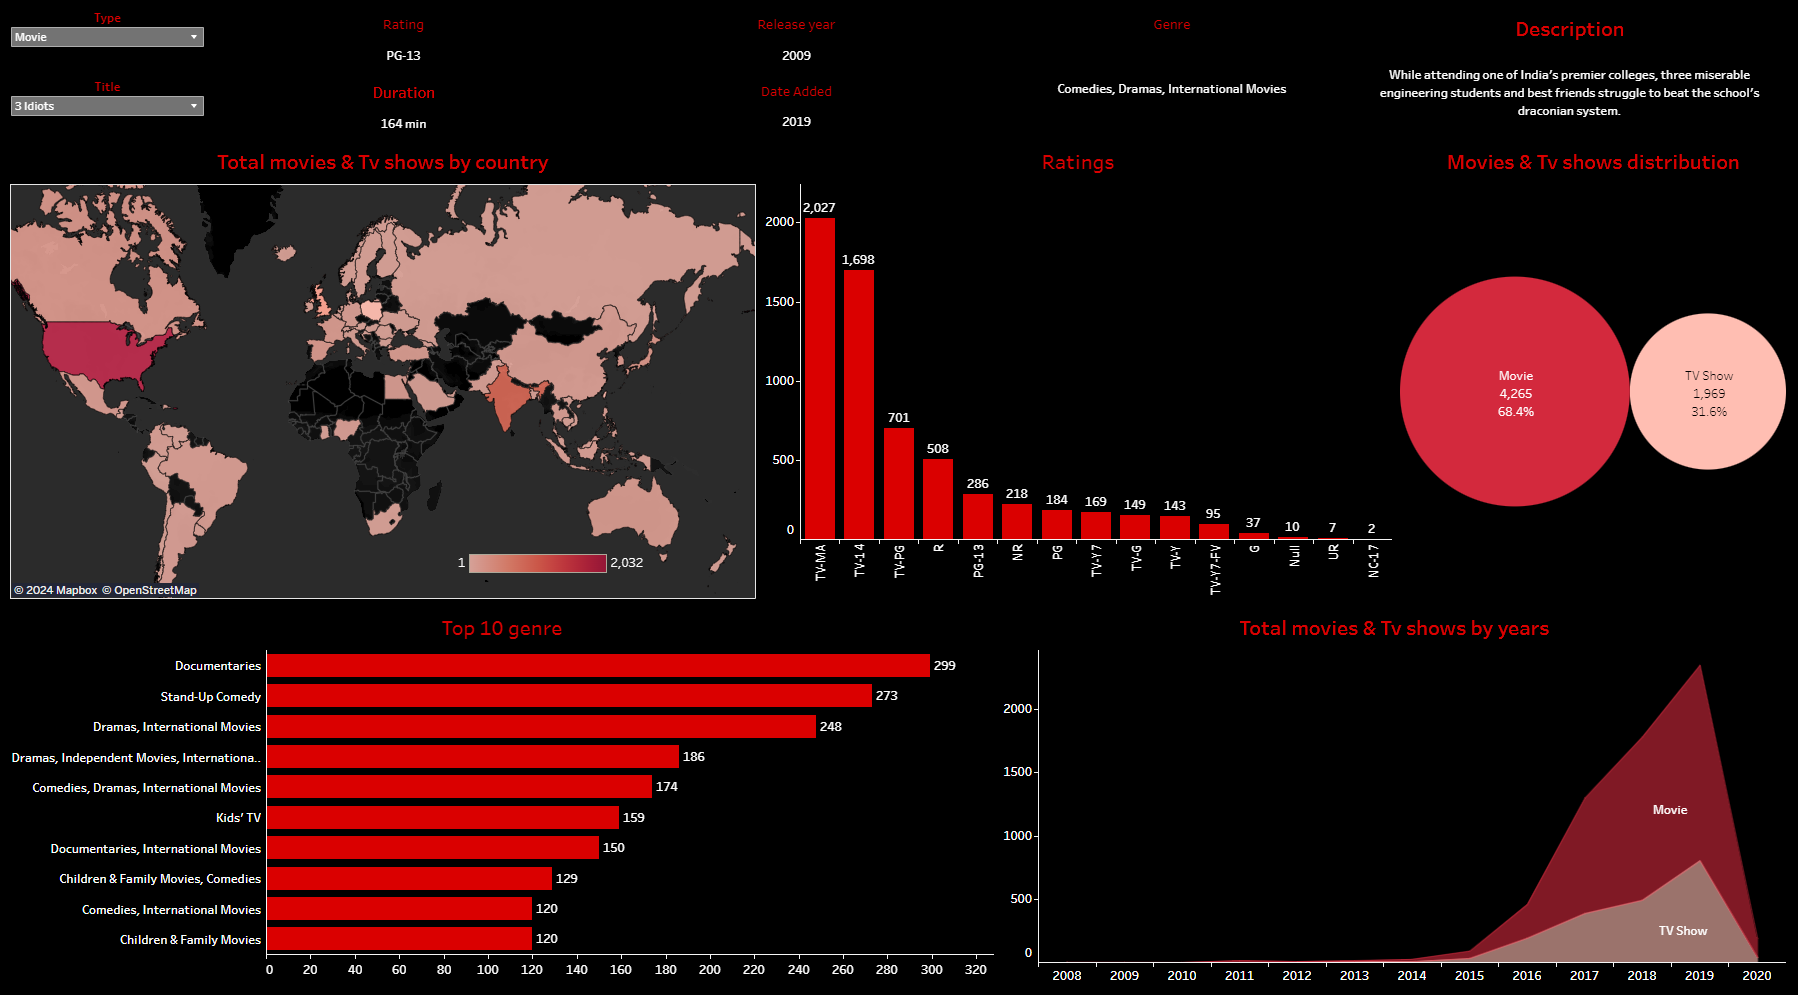 Type
Movie
Title
3 Idiots
Rating
PG-13
Duration
164 min
Release year
2009
Date Added
2019
Genre
Comedies, Dramas, International Movies
Description
While attending one of India's premier colleges, three miserable
engineering students and best friends struggle to beat the school's
draconian system.
Total movies & Tv shows by country
1
2,032
© 2024 Mapbox © OpenStreetMap
Ratings
2000
1500
1000
500
0
2,027
1,698
701
508
286
218
184
169
149
143
95
37
10
7
2
TV-MA
TV-14
TV-PG
R
PG-13
NR
PG
TV-Y7
TV-G
TV-Y
TV-Y7-FV
G
Null
UR
NC-17
Movies & Tv shows distribution
Movie
4,265
68.4%
TV Show
1,969
31.6%
Top 10 genre
Documentaries 299
Stand-Up Comedy 273
Dramas, International Movies 248
Dramas, Independent Movies, Internationa.. 186
Comedies, Dramas, International Movies 174
Kids' TV 159
Documentaries, International Movies 150
Children & Family Movies, Comedies 129
Comedies, International Movies 120
Children & Family Movies 120
0 20 40 60 80 100 120 140 160 180 200 220 240 260 280 300 320
Total movies & Tv shows by years
2000
1500
1000
500
0
Movie
TV Show
2008 2009 2010 2011 2012 2013 2014 2015 2016 2017 2018 2019 2020